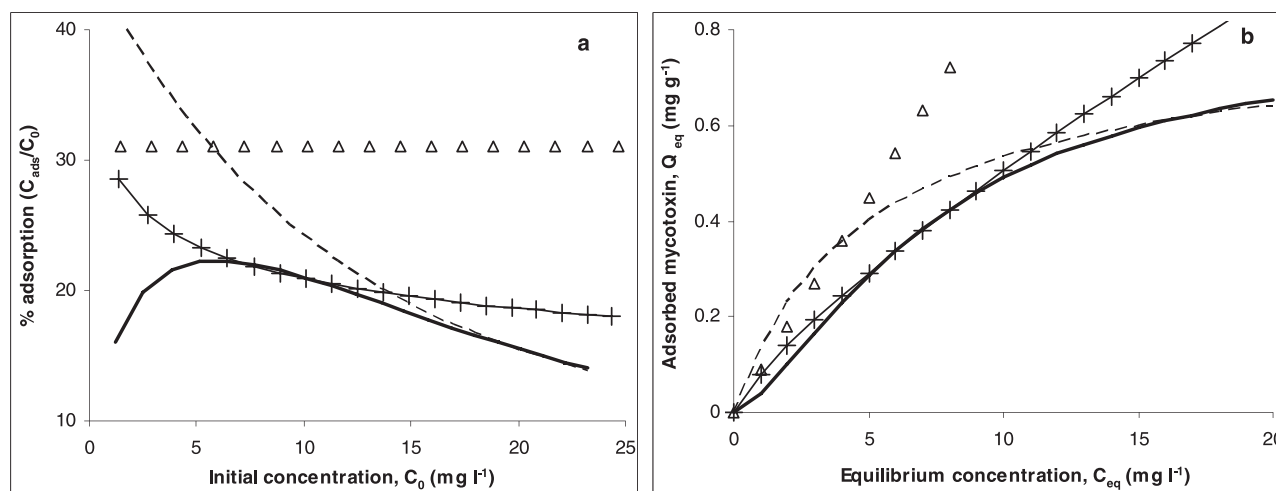 a
% adsorption (C_ads/C_0)
40
30
20
10
0 5 10 15 20 25
Initial concentration, C_0 (mg l^-1)
b
Adsorbed mycotoxin, Q_eq (mg g^-1)
0.8
0.6
0.4
0.2
0
0 5 10 15 20
Equilibrium concentration, C_eq (mg l^-1)